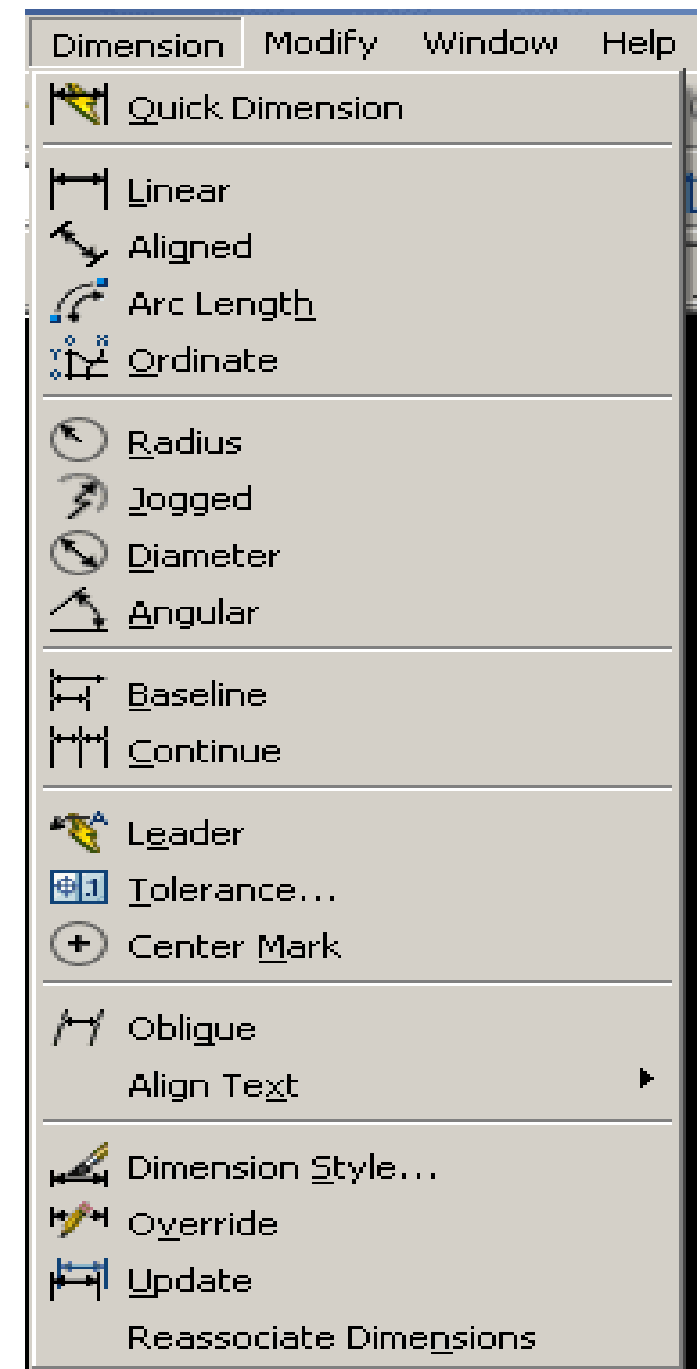 Dimension Modify Window Help
Quick Dimension
Linear
Aligned
Arc Length
Ordinate
Radius
Jogged
Diameter
Angular
Baseline
Continue
Leader
Tolerance...
Center Mark
Oblique
Align Text
Dimension Style...
Override
Update
Reassociate Dimensions